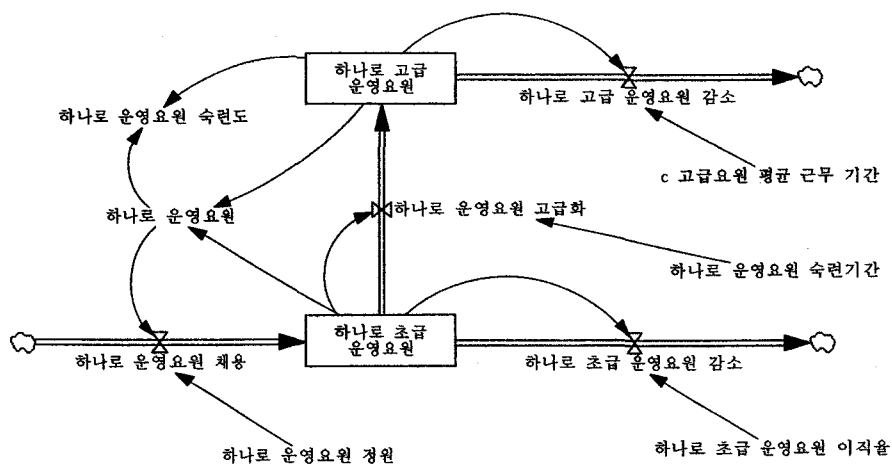 하나로 고급
운영요원
하나로 고급 운영요원 감소
하나로 운영요원 숙련도
c 고급요원 평균 근무 기간
하나로 운영요원
하나로 운영요원 고급화
하나로 운영요원 숙련기간
하나로 초급
운영요원
하나로 운영요원 채용
하나로 초급 운영요원 감소
하나로 운영요원 정원
하나로 초급 운영요원 이직율